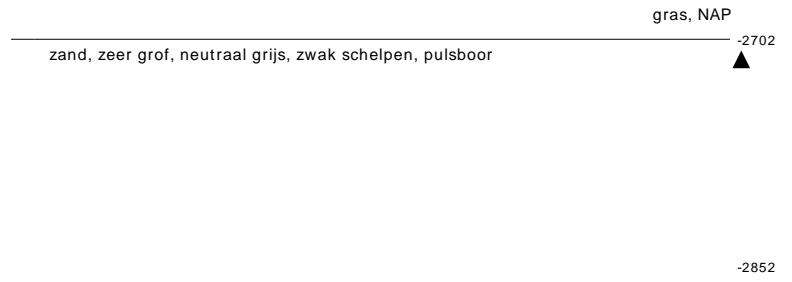 gras, NAP
-2702
zand, zeer grof, neutraal grijs, zwak schelpen, pulsboor
-2852